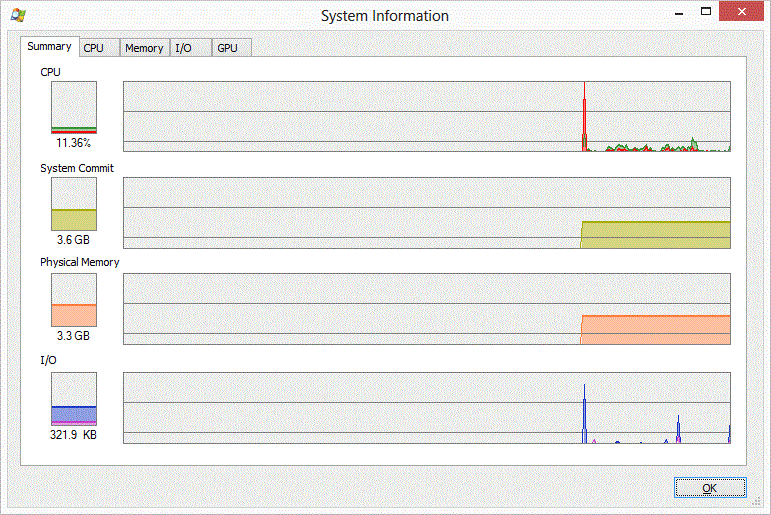 System Information
Summary CPU Memory I/O GPU
CPU
11.36%
System Commit
3.6 GB
Physical Memory
3.3 GB
I/O
321.9 KB
OK